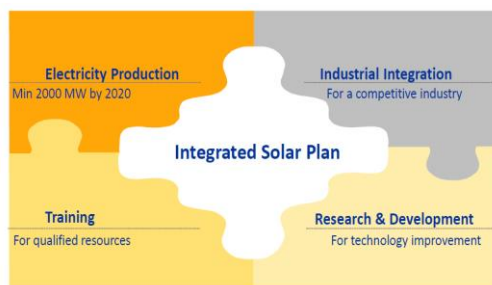 Electricity Production
Min 2000 MW by 2020
Industrial Integration
For a competitive industry
Integrated Solar Plan
Training
For qualified resources
Research & Development
For technology improvement